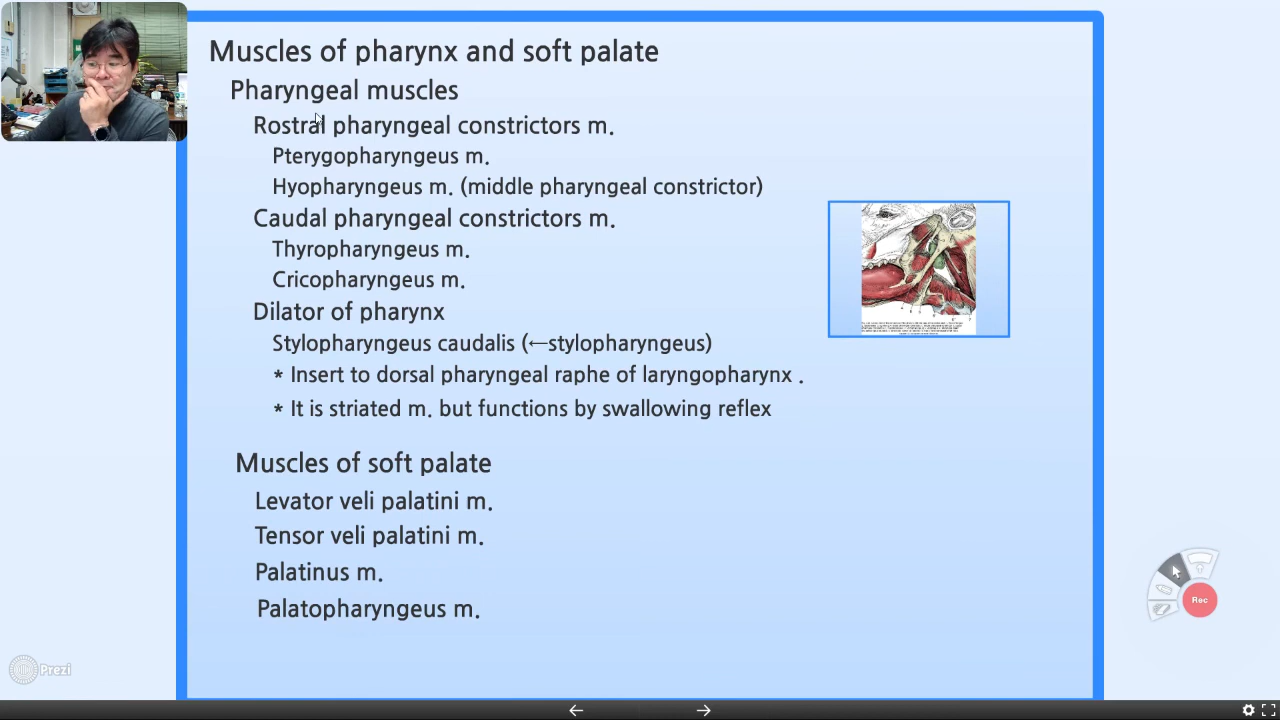 Muscles of pharynx and soft palate
Pharyngeal muscles
Rostral pharyngeal constrictors m.
Pterygopharyngeus m.
Hyopharyngeus m. (middle pharyngeal constrictor)
Caudal pharyngeal constrictors m.
Thyropharyngeus m.
Cricopharyngeus m.
Dilator of pharynx
Stylopharyngeus caudalis (←stylopharyngeus)
* Insert to dorsal pharyngeal raphe of laryngopharynx .
* It is striated m. but functions by swallowing reflex
Muscles of soft palate
Levator veli palatini m.
Tensor veli palatini m.
Palatinus m.
Palatopharyngeus m.
Rec
Prezi